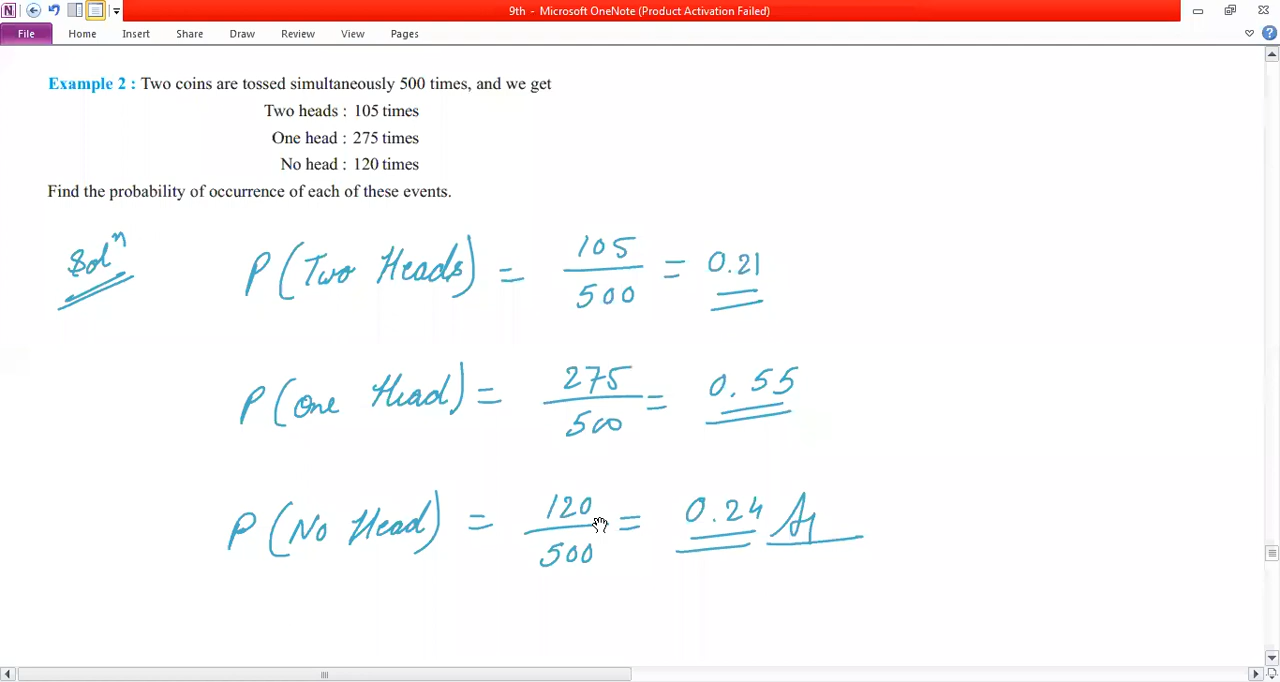 9th - Microsoft OneNote (Product Activation Failed)
File Home Insert Share Draw Review View Pages
Example 2 : Two coins are tossed simultaneously 500 times, and we get
Two heads : 105 times
One head : 275 times
No head : 120 times
Find the probability of occurrence of each of these events.
Solⁿ
P(Two Heads) = 105/500 = 0.21
P(One Head) = 275/500 = 0.55
P(No Head) = 120/500 = 0.24